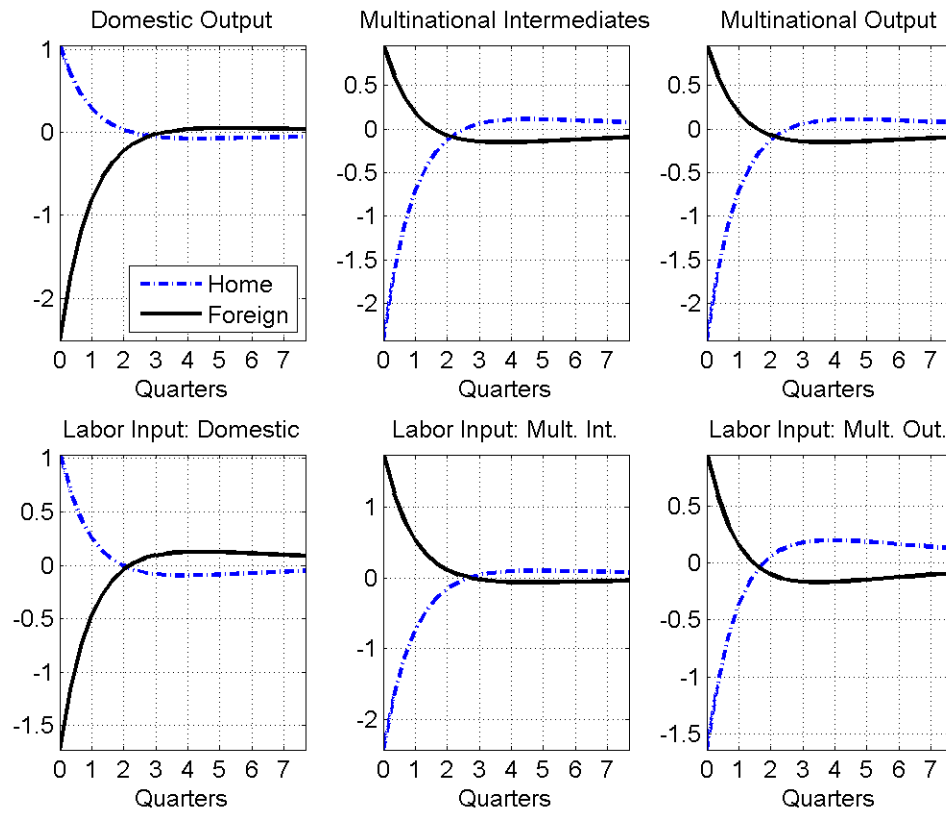 Domestic Output
1
0
-1
-2
0 1 2 3 4 5 6 7
Quarters
Home
Foreign
Multinational Intermediates
0.5
0
-0.5
-1
-1.5
-2
0 1 2 3 4 5 6 7
Quarters
Multinational Output
0.5
0
-0.5
-1
-1.5
-2
0 1 2 3 4 5 6 7
Quarters
Labor Input: Domestic
1
0.5
0
-0.5
-1
-1.5
0 1 2 3 4 5 6 7
Quarters
Labor Input: Mult. Int.
1
0
-1
-2
0 1 2 3 4 5 6 7
Quarters
Labor Input: Mult. Out.
0.5
0
-0.5
-1
-1.5
0 1 2 3 4 5 6 7
Quarters